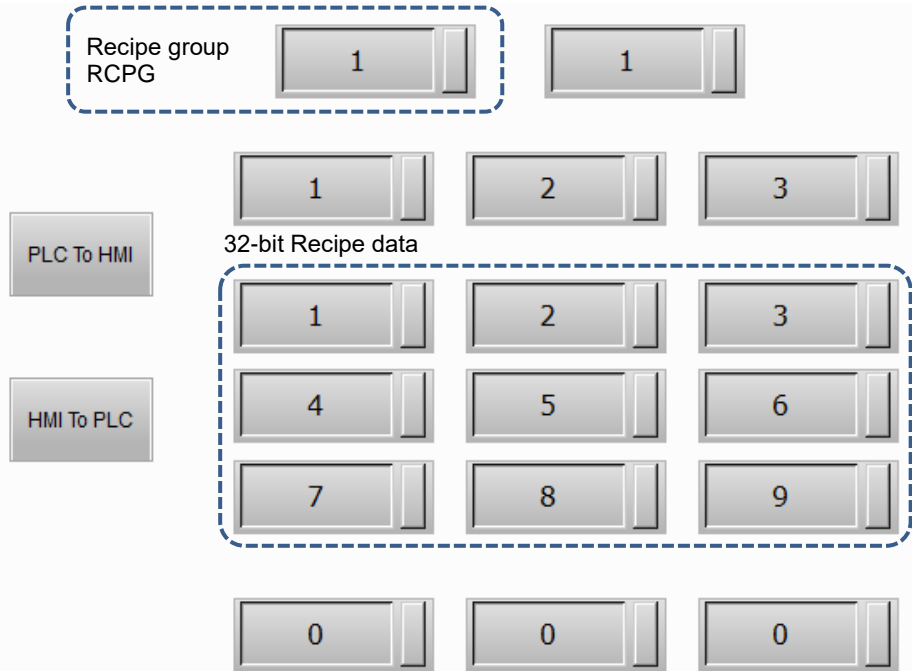 Recipe group
RCPG
1
1
1 2 3
PLC To HMI
32-bit Recipe data
1 2 3
4 5 6
HMI To PLC
7 8 9
0 0 0